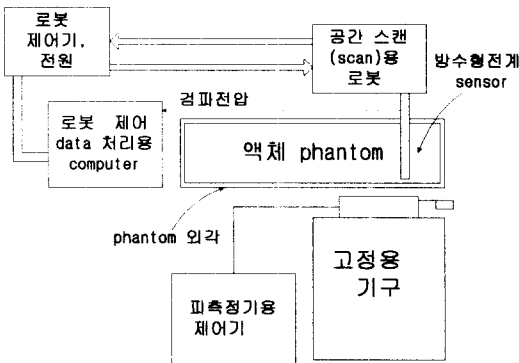 로봇
제어기,
전원
공간 스캔
(scan)용
로봇
방수형전계
sensor
검파전압
로봇 제어
data 처리용
computer
액체 phantom
phantom 외각
고정용
기구
피측정기용
제어기